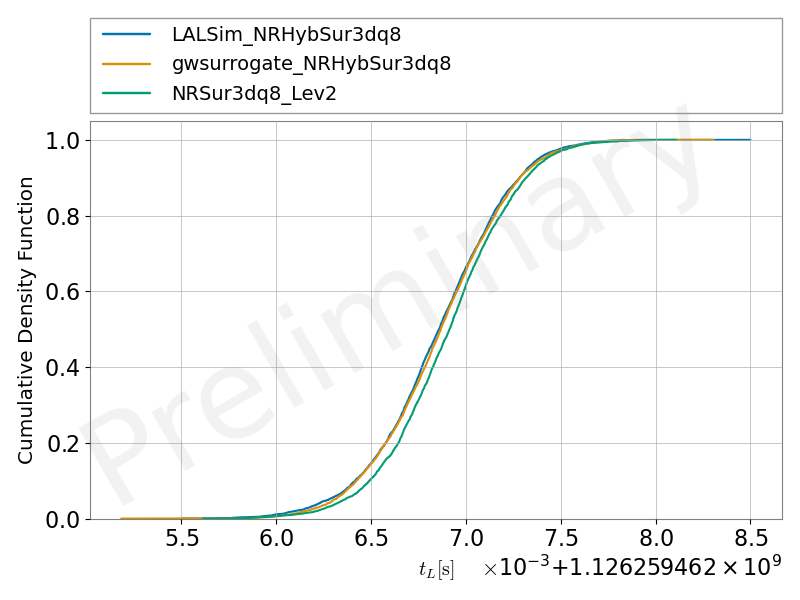 LALSim_NRHybSur3dq8
gwsurrogate_NRHybSur3dq8
NRSur3dq8_Lev2
Preliminary
Cumulative Density Function
1.0
0.8
0.6
0.4
0.2
0.0
5.5 6.0 6.5 7.0 7.5 8.0 8.5
t_L[s] ×10⁻³+1.126259462 × 10⁹